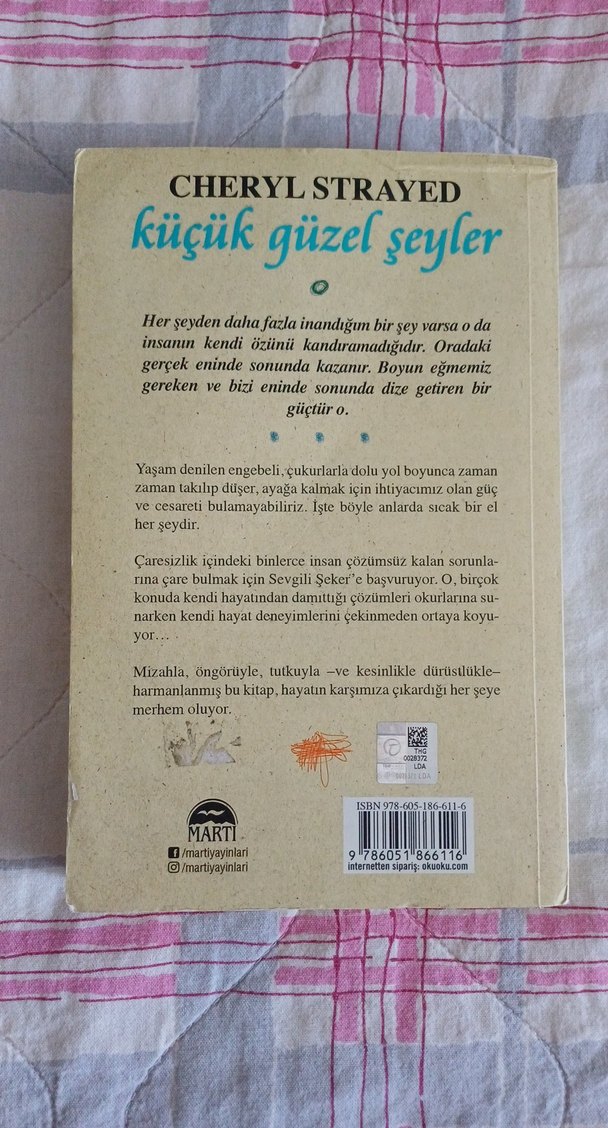 CHERYL STRAYED
küçük güzel şeyler
Her şeyden daha fazla inandığım bir şey varsa o da
insanın kendi özünü kandıramadığıdır. Oradaki
gerçek eninde sonunda kazanır. Boyun eğmemiz
gereken ve bizi eninde sonunda dize getiren bir
güçtür o.
Yaşam denilen engebeli, çukurlarla dolu yol boyunca zaman
zaman takılıp düşer, ayağa kalmak için ihtiyacımız olan güç
ve cesareti bulamayabiliriz. İşte böyle anlarda sıcak bir el
her şeydir.
Çaresizlik içindeki binlerce insan çözümsüz kalan sorunla-
rına çare bulmak için Sevgili Şeker'e başvuruyor. O, birçok
konuda kendi hayatından damıttığı çözümleri okurlarına su-
narken kendi hayat deneyimlerini çekinmeden ortaya koyu-
yor…
Mizahla, öngörüyle, tutkuyla –ve kesinlikle dürüstlükle–
harmanlanmış bu kitap, hayatın karşımıza çıkardığı her şeye
merhem oluyor.
THG
0028372
LDA
MARTI
/martiyayinlari
/martiyayinlari
ISBN 978-605-186-611-6
9 786051 866116
internetten sipariş: okuoku.com